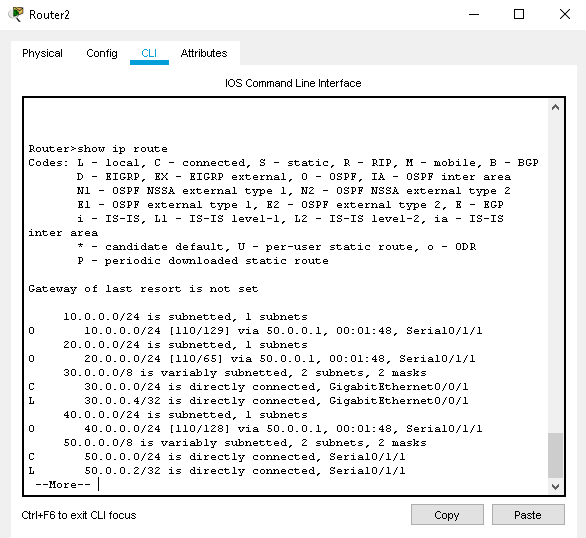 Router2
Physical Config CLI Attributes
IOS Command Line Interface
Router>show ip route
Codes: L - local, C - connected, S - static, R - RIP, M - mobile, B - BGP
D - EIGRP, EX - EIGRP external, O - OSPF, IA - OSPF inter area
N1 - OSPF NSSA external type 1, N2 - OSPF NSSA external type 2
E1 - OSPF external type 1, E2 - OSPF external type 2, E - EGP
i - IS-IS, L1 - IS-IS level-1, L2 - IS-IS level-2, ia - IS-IS
inter area
* - candidate default, U - per-user static route, o - ODR
P - periodic downloaded static route
Gateway of last resort is not set
10.0.0.0/24 is subnetted, 1 subnets
O 10.0.0.0/24 [110/129] via 50.0.0.1, 00:01:48, Serial0/1/1
20.0.0.0/24 is subnetted, 1 subnets
O 20.0.0.0/24 [110/65] via 50.0.0.1, 00:01:48, Serial0/1/1
30.0.0.0/8 is variably subnetted, 2 subnets, 2 masks
C 30.0.0.0/24 is directly connected, GigabitEthernet0/0/1
L 30.0.0.4/32 is directly connected, GigabitEthernet0/0/1
40.0.0.0/24 is subnetted, 1 subnets
O 40.0.0.0/24 [110/128] via 50.0.0.1, 00:01:48, Serial0/1/1
50.0.0.0/8 is variably subnetted, 2 subnets, 2 masks
C 50.0.0.0/24 is directly connected, Serial0/1/1
L 50.0.0.2/32 is directly connected, Serial0/1/1
--More--
Ctrl+F6 to exit CLI focus
Copy Paste